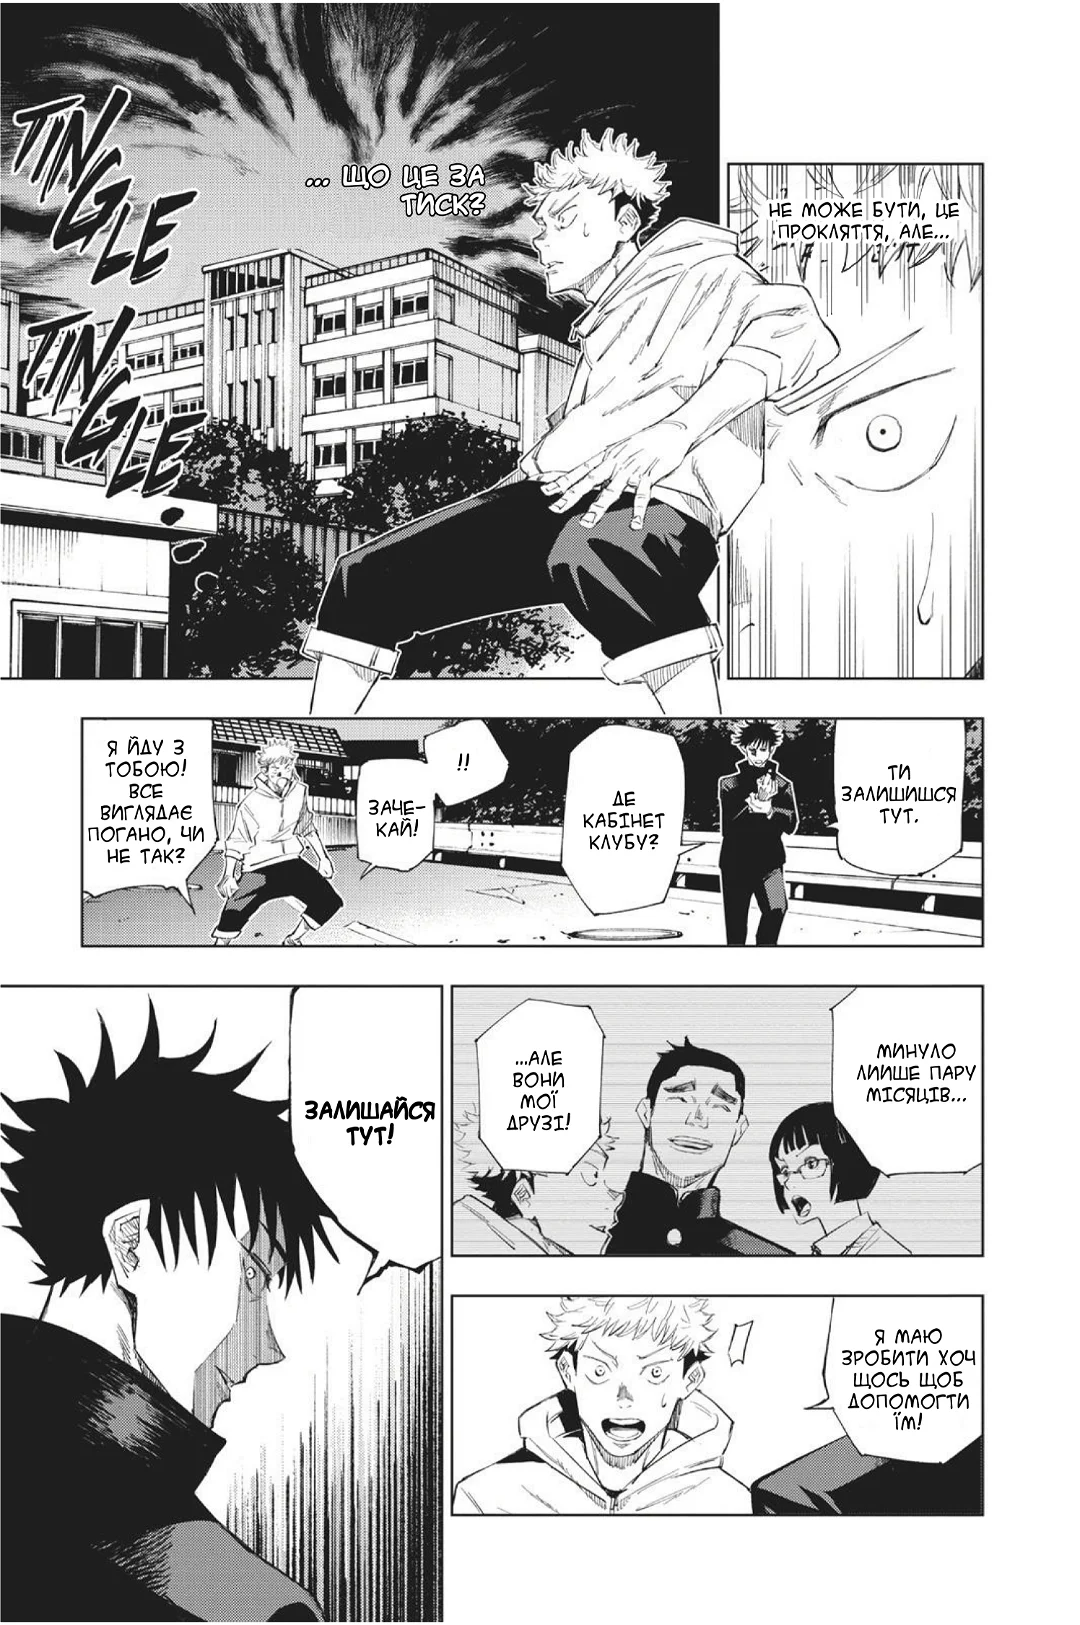 НЕ МОЖЕ БУТИ, ЦЕ
ПРОКЛЯТТЯ, АЛЕ...
... ЩО ЦЕ ЗА
ТИСК?
TINGLE
TINGLE
ТИ
ЗАЛИШИШСЯ
ТУТ.
ДЕ
КАБІНЕТ
КЛУБУ?
!!
ЗАЧЕ-
КАЙ!
Я ЙДУ З
ТОБОЮ!
ВСЕ
ВИГЛЯДАЄ
ПОГАНО, ЧИ
НЕ ТАК?
МИНУЛО
ЛИИШЕ ПАРУ
МІСЯЦІВ...
...АЛЕ
ВОНИ
МОЇ
ДРУЗІ!
Я МАЮ
ЗРОБИТИ ХОЧ
ЩОСЬ ЩОБ
ДОПОМОГТИ
ЇМ!
ЗАЛИШАЙСЯ
ТУТ!